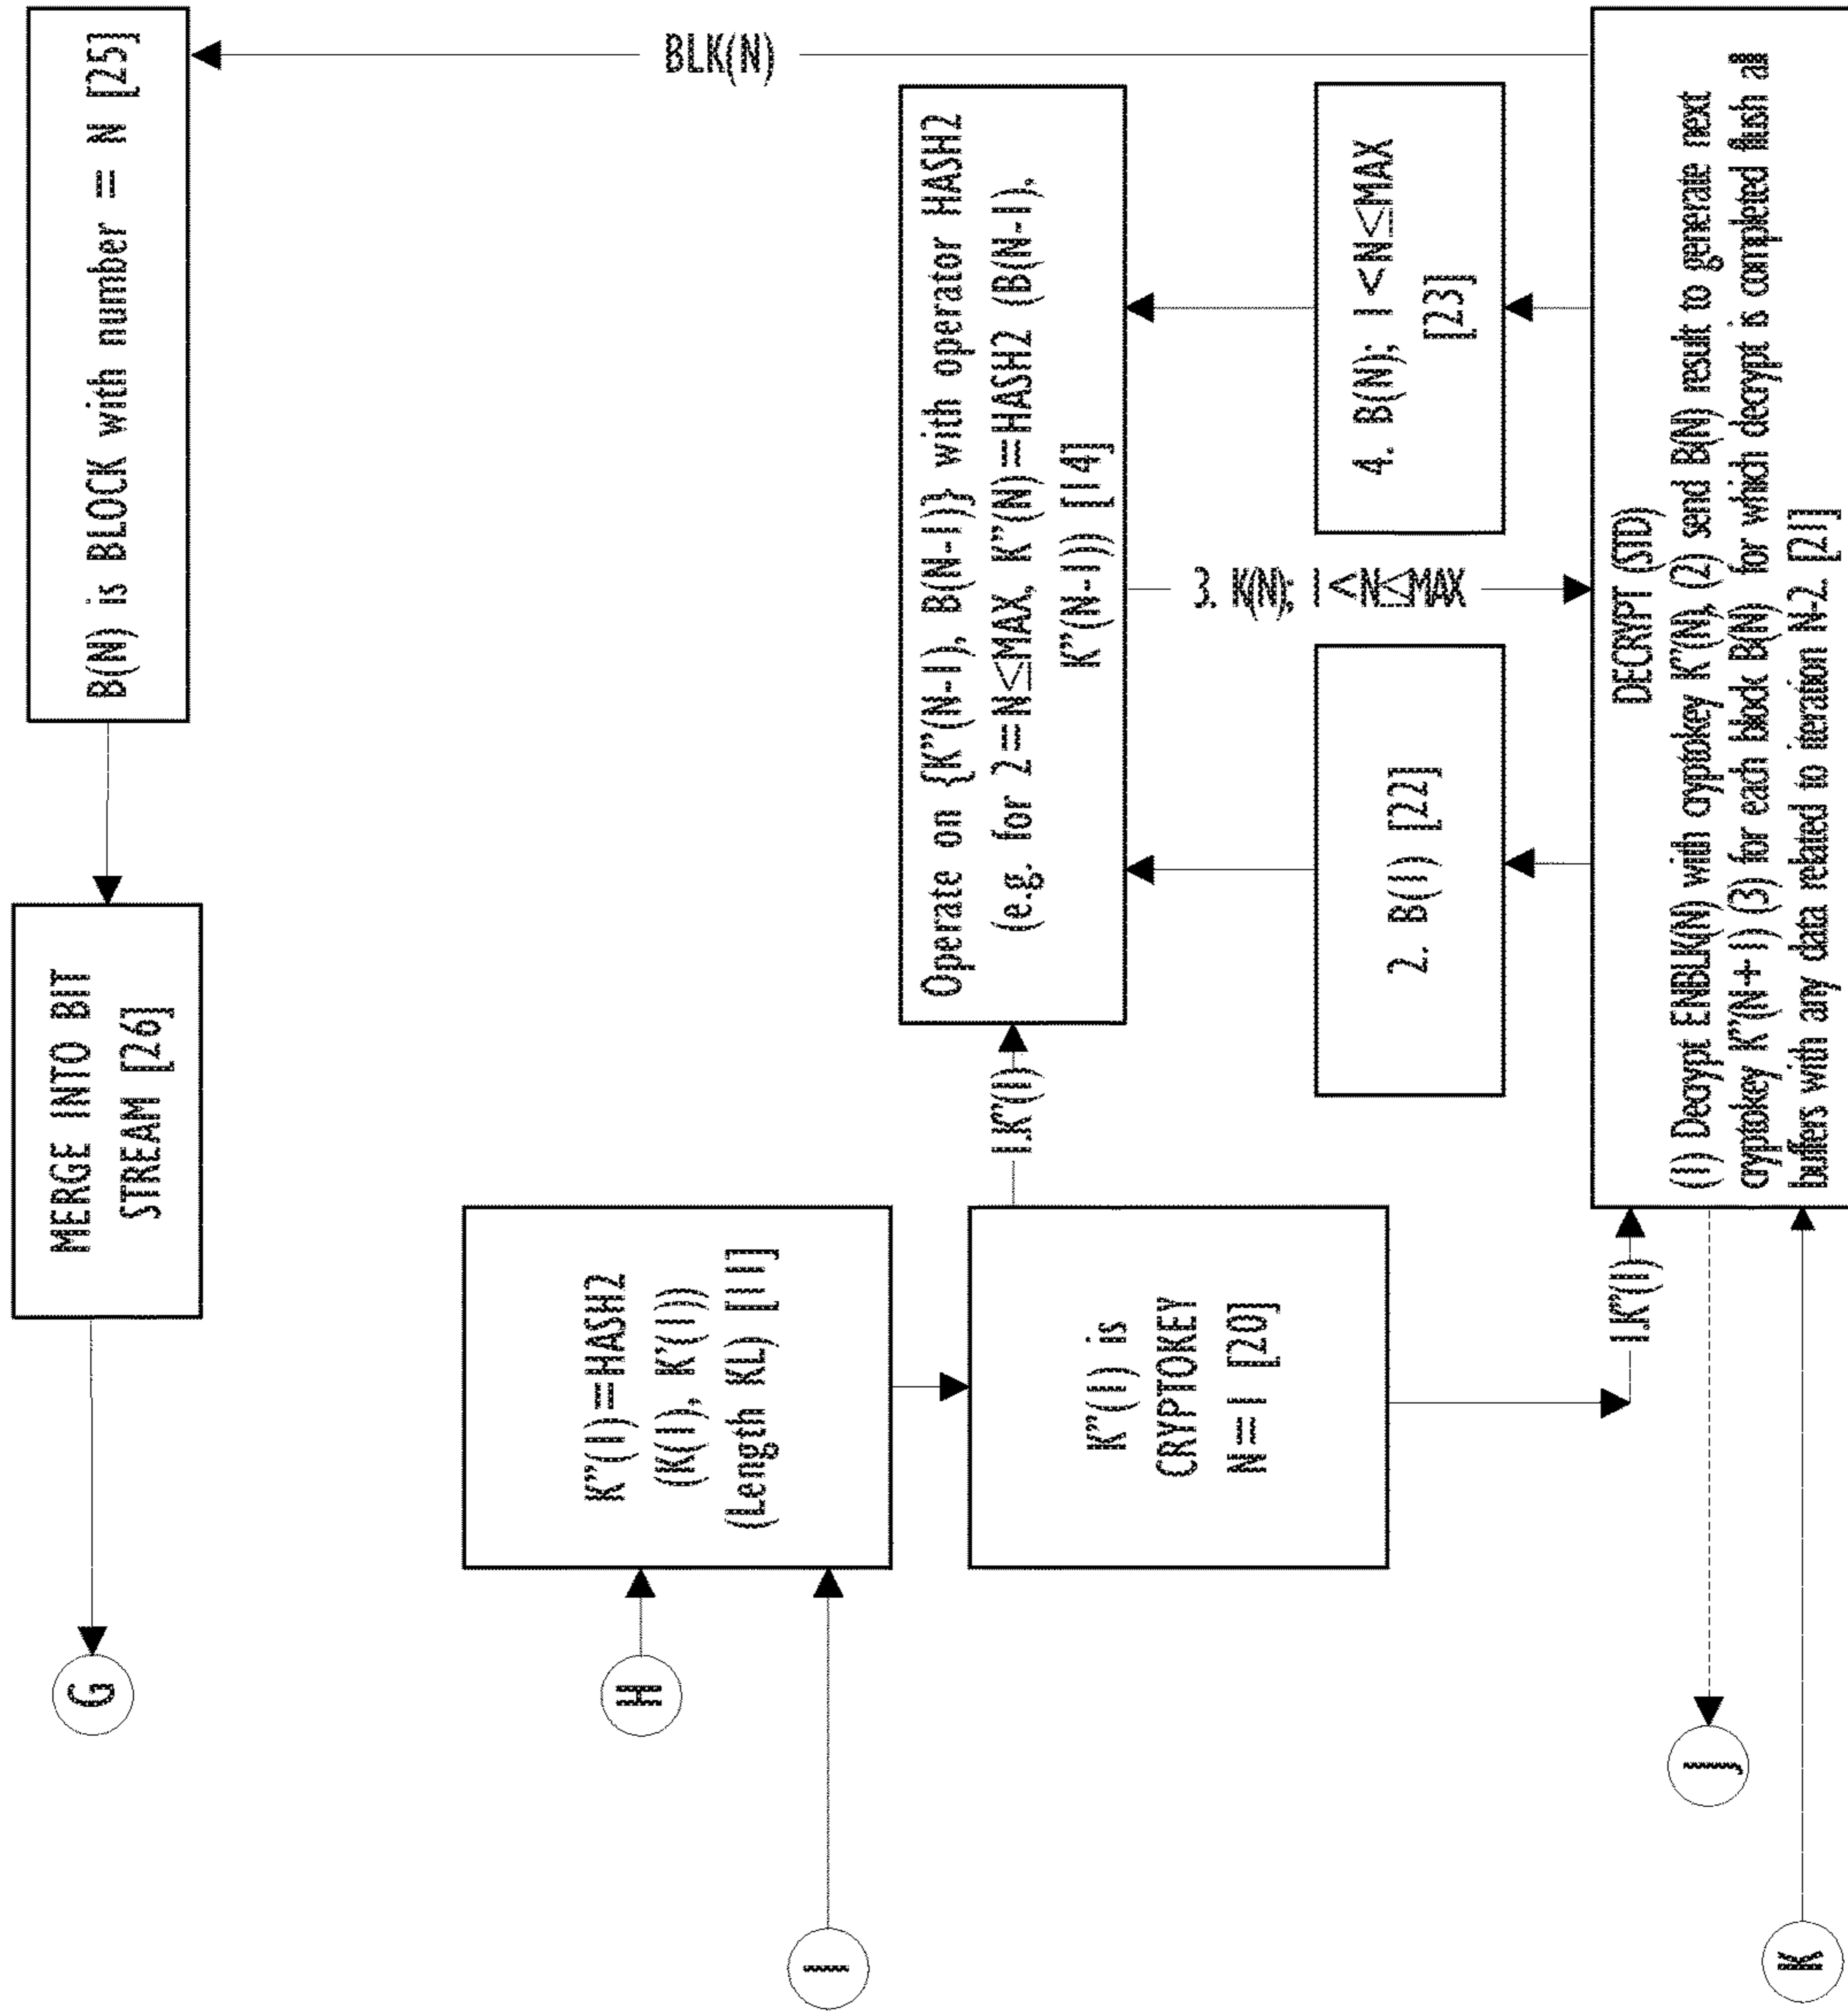 G
MERGE INTO BIT
STREAM [26]
B(N) is BLOCK with number = N [25]
H
I
K”(1)=HASH2
(K(1), K’(1))
(Length KL) [11]
BLK(N)
K”(1) is
CRYPTOKEY
N=1 [20]
1.K”(1)
Operate on {K”(N-1), B(N-1)}, with operator HASH2
(e.g. for 2=N≤MAX, K”(N)=HASH2 (B(N-1),
K”(N-1)) [14]
2. B(1) [22]
3. K(N); 1<N≤MAX
4. B(N); 1<N≤MAX
[23]
1.K”(1)
J
K
DECRYPT (STD)
(1) Decrypt ENBLK(N) with cryptokey K”(N), (2) send B(N) result to generate next
cryptokey K”(N+1) (3) for each block B(N) for which decrypt is completed flush all
buffers with any data related to iteration N-2. [21]